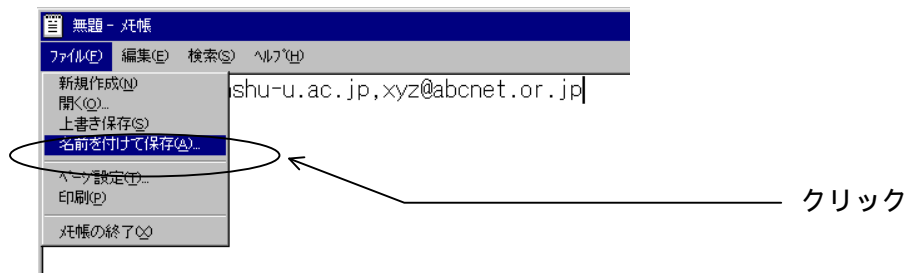 無題 - メモ帳
ファイル(F) 編集(E) 検索(S) ヘルプ(H)
新規作成(N)
shu-u.ac.jp,xyz@abcnet.or.jp
開く(O)...
上書き保存(S)
名前を付けて保存(A)...
ページ設定(T)...
印刷(P)
クリック
メモ帳の終了(X)